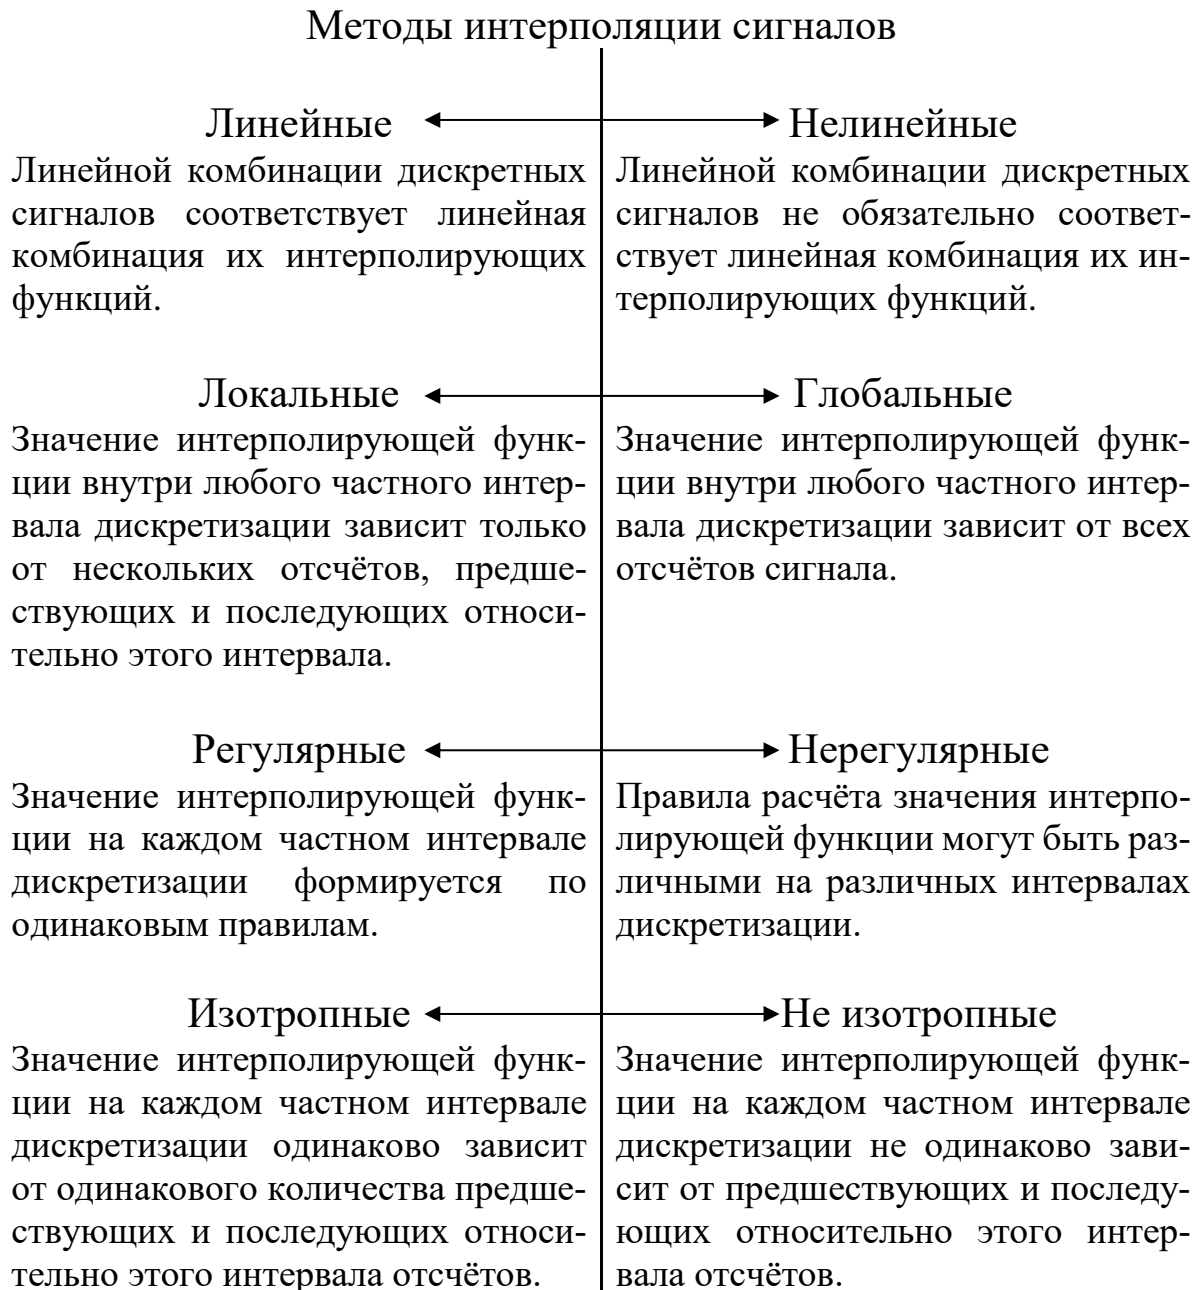 Методы интерполяции сигналов
Линейные
Линейной комбинации дискретных
сигналов соответствует линейная
комбинация их интерполирующих
функций.
Нелинейные
Линейной комбинации дискретных
сигналов не обязательно соответ-
ствует линейная комбинация их ин-
терполирующих функций.
Локальные
Значение интерполирующей функ-
ции внутри любого частного интер-
вала дискретизации зависит только
от нескольких отсчётов, предше-
ствующих и последующих относи-
тельно этого интервала.
Глобальные
Значение интерполирующей функ-
ции внутри любого частного интер-
вала дискретизации зависит от всех
отсчётов сигнала.
Регулярные
Значение интерполирующей функ-
ции на каждом частном интервале
дискретизации формируется по
одинаковым правилам.
Нерегулярные
Правила расчёта значения интерпо-
лирующей функции могут быть раз-
личными на различных интервалах
дискретизации.
Изотропные
Значение интерполирующей функ-
ции на каждом частном интервале
дискретизации одинаково зависит
от одинакового количества предше-
ствующих и последующих относи-
тельно этого интервала отсчётов.
Не изотропные
Значение интерполирующей функ-
ции на каждом частном интервале
дискретизации не одинаково зави-
сит от предшествующих и последу-
ющих относительно этого интер-
вала отсчётов.